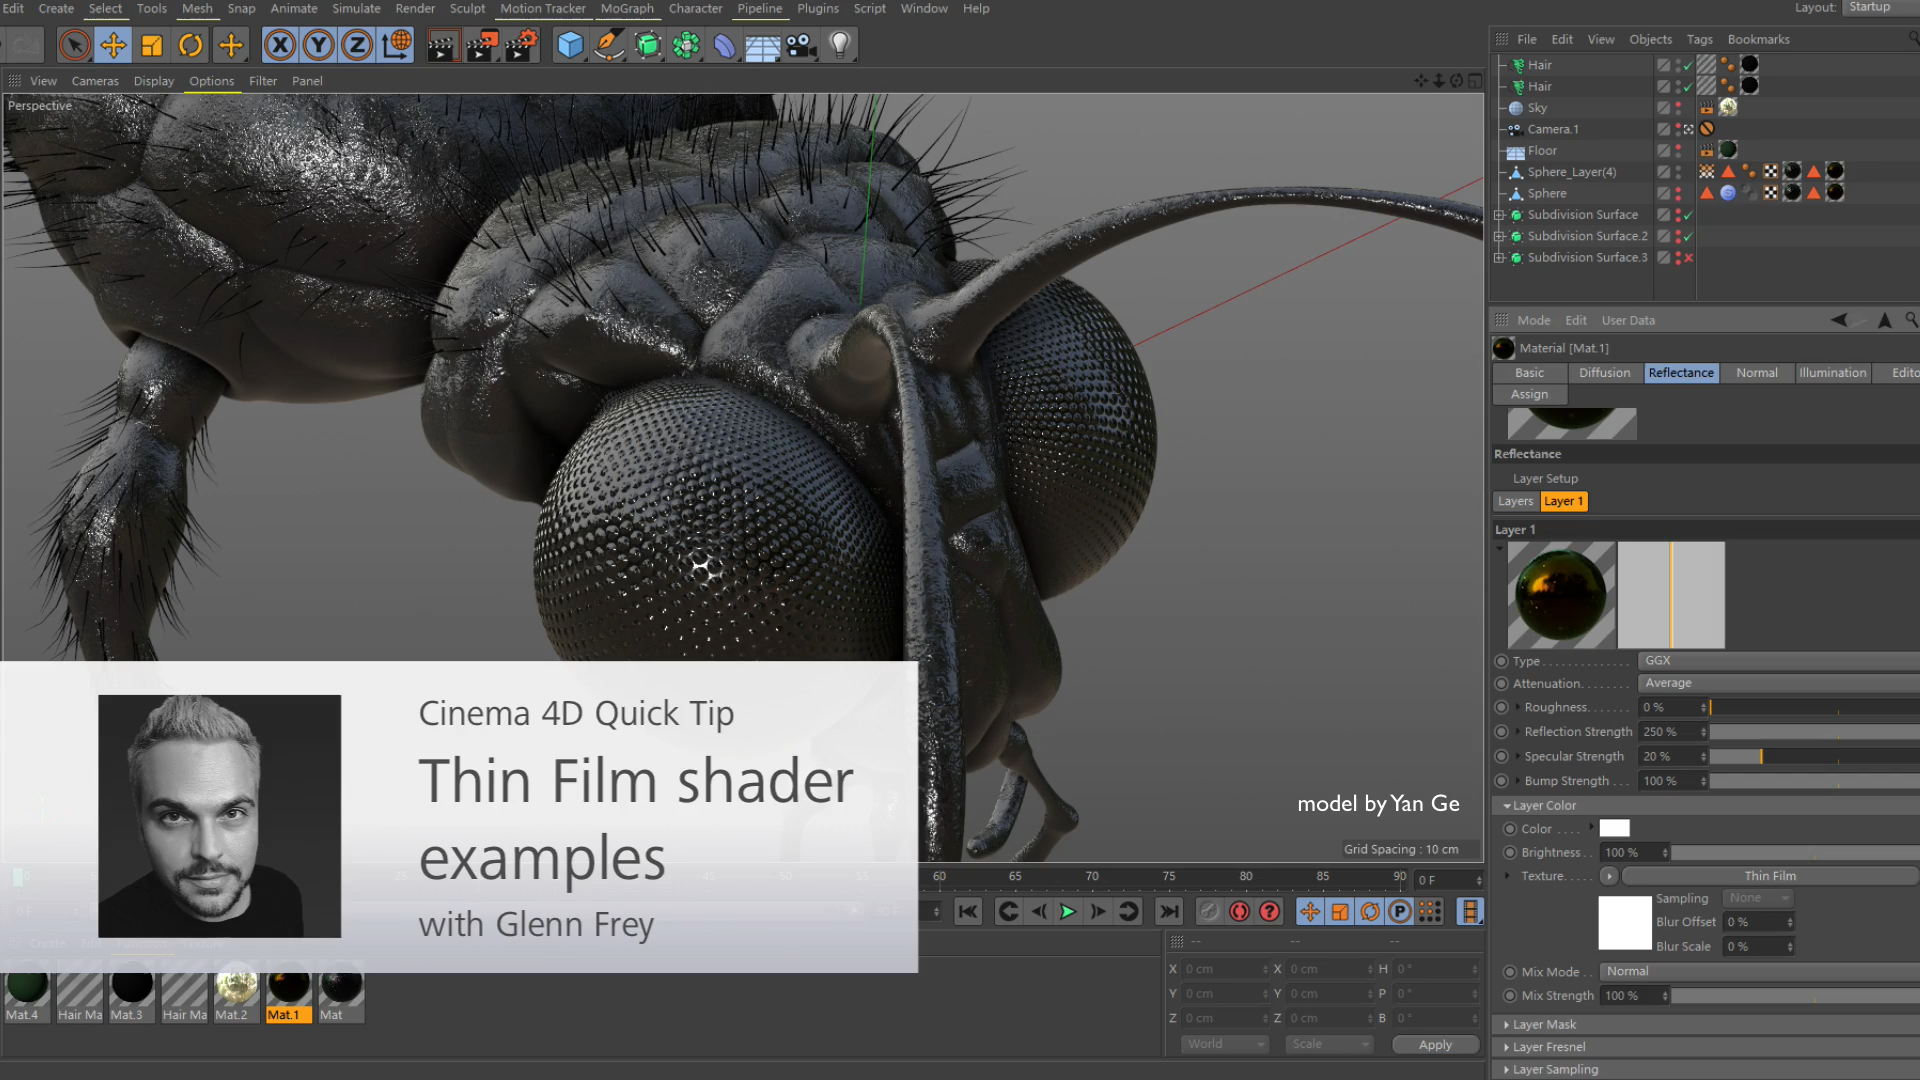 Edit Create Select Tools Mesh Snap Animate Simulate Render Sculpt Motion Tracker MoGraph Character Pipeline Plugins Script Window Help
Layout: Startup
View Cameras Display Options Filter Panel
Perspective
File Edit View Objects Tags Bookmarks
Hair
Hair
Sky
Camera.1
Floor
Sphere_Layer(4)
Sphere
Subdivision Surface
Subdivision Surface.2
Subdivision Surface.3
Mode Edit User Data
Material [Mat.1]
Basic Diffusion Reflectance Normal Illumination Edito
Assign
Reflectance
Layer Setup
Layers Layer 1
Layer 1
Type GGX
Attenuation Average
Roughness 0 %
Reflection Strength 250 %
Specular Strength 20 %
Bump Strength 100 %
Layer Color
Color
Brightness 100 %
Texture Thin Film
Sampling None
Blur Offset 0 %
Blur Scale 0 %
Mix Mode Normal
Mix Strength 100 %
Layer Mask
Layer Fresnel
Layer Sampling
Cinema 4D Quick Tip
Thin Film shader
examples
with Glenn Frey
model by Yan Ge
Grid Spacing : 10 cm
60 65 70 75 80 85 90 0 F
X 0 cm X 0 cm H 0 °
Y 0 cm Y 0 cm P 0 °
Z 0 cm Z 0 cm B 0 °
World Scale Apply
Mat.4 Hair Ma Mat.3 Hair Ma Mat.2 Mat.1 Mat